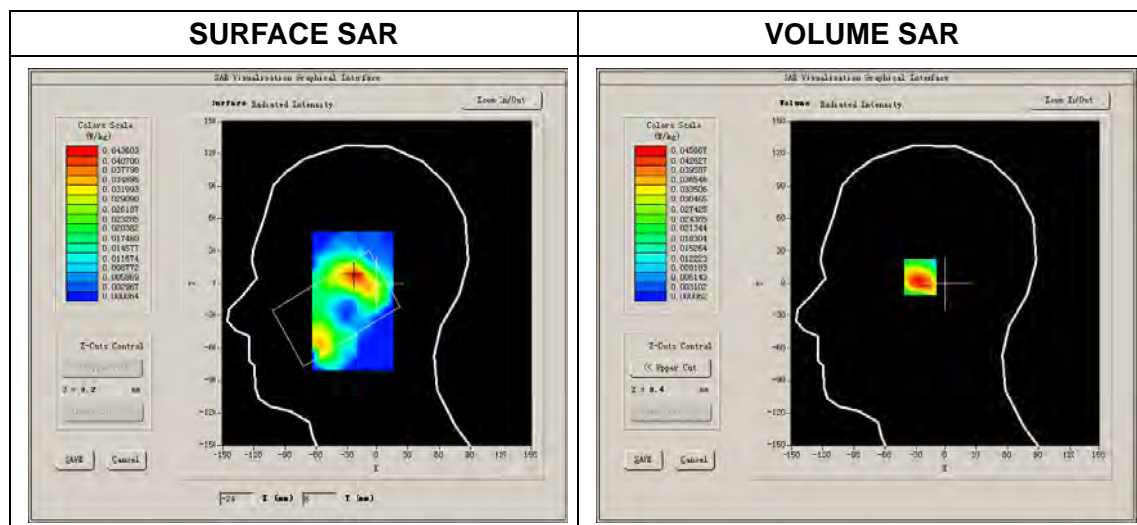 SURFACE SAR
SAR Visualisation Graphical Interface
Surface Radiated Intensity
Zoom In/Out
Colors Scale
(W/kg)
0.043603
0.040700
0.037798
0.034895
0.031993
0.029090
0.026187
0.023285
0.020382
0.017480
0.014577
0.011674
0.008772
0.005869
0.002967
0.000064
Z-Cuts Control
mm
SAVE
Cancel
150
120
90
60
30
0
-30
-60
-90
-120
-150
-150 -120 -90 -60 -30 0 30 60 90 120 150
X
-24 X (mm) 8 Y (mm)
VOLUME SAR
SAR Visualisation Graphical Interface
Volume Radiated Intensity
Zoom In/Out
Colors Scale
(W/kg)
0.045667
0.042627
0.039587
0.036546
0.033506
0.030465
0.027425
0.024385
0.021344
0.018304
0.015264
0.012223
0.009183
0.006143
0.003102
0.000062
Z-Cuts Control
<< Upper Cut
mm
SAVE
Cancel
150
120
90
60
30
0
-30
-60
-90
-120
-150
-150 -120 -90 -60 -30 0 30 60 90 120 150
X